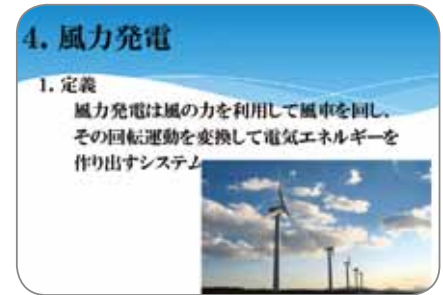 4. 風力発電
1. 定義
風力発電は風の力を利用して風車を回し、
その回転運動を変換して電気エネルギーを
作り出すシステム